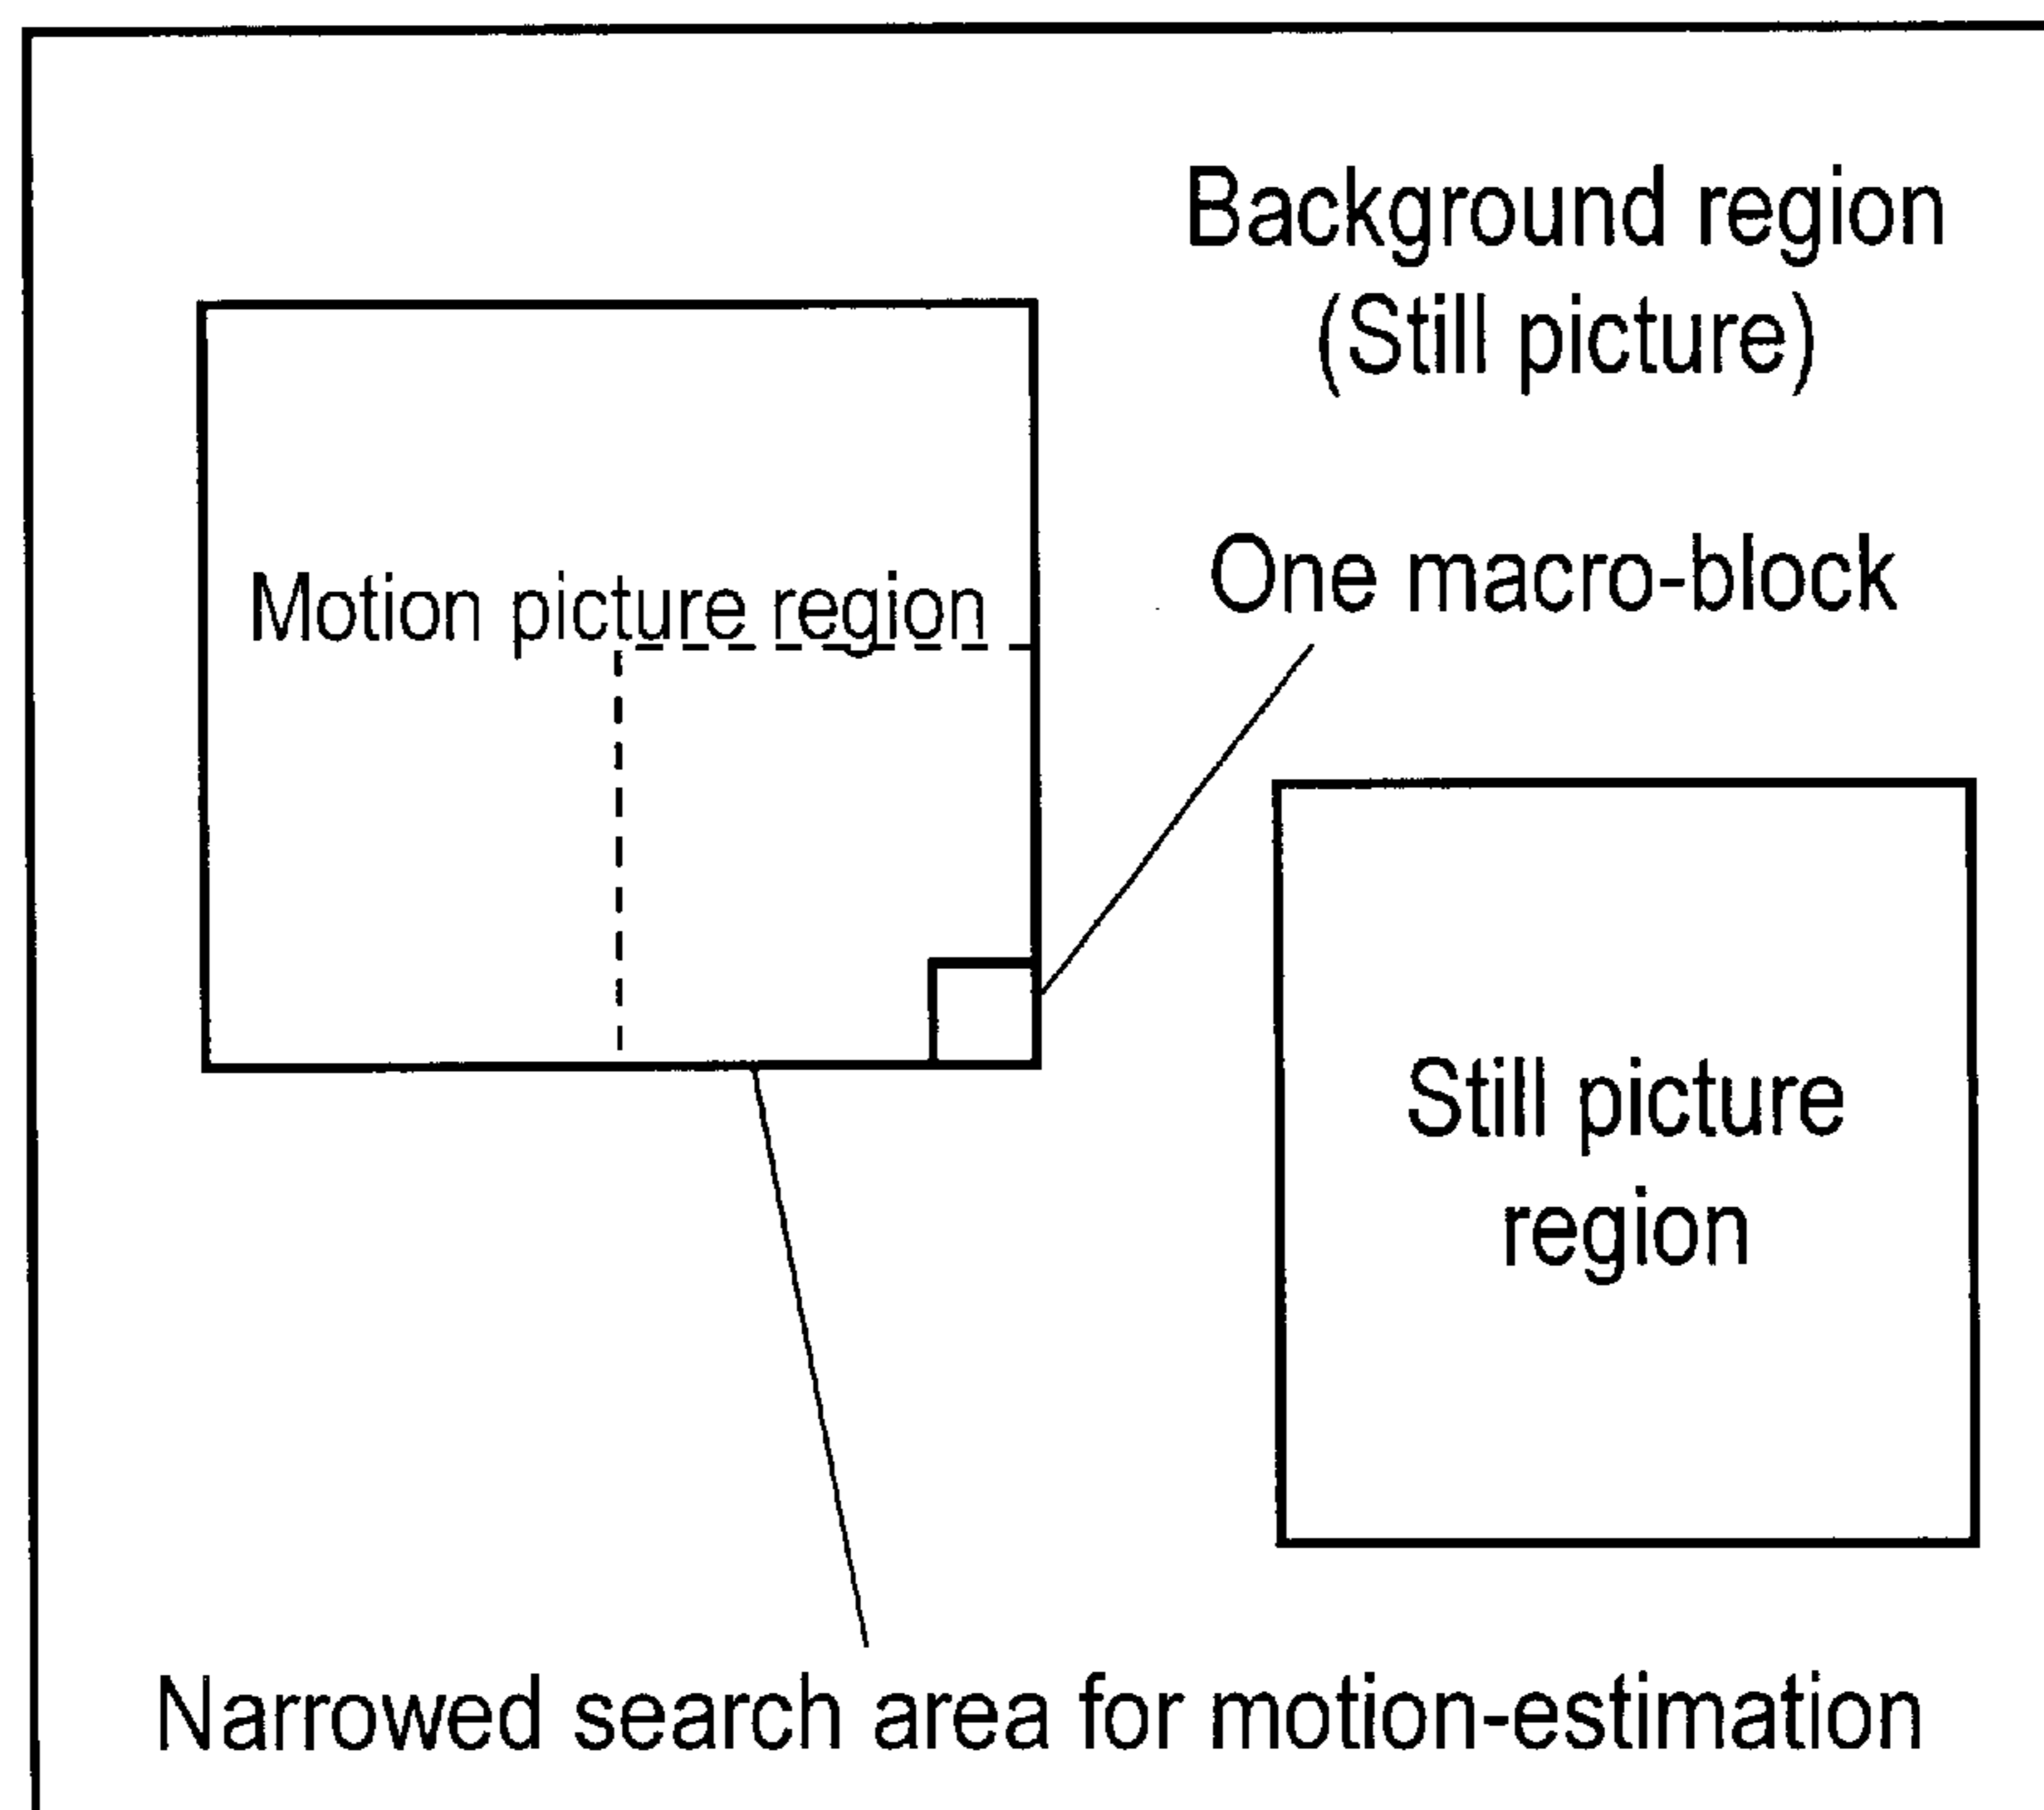 Background region
(Still picture)
Motion picture region
One macro-block
Still picture
region
Narrowed search area for motion-estimation